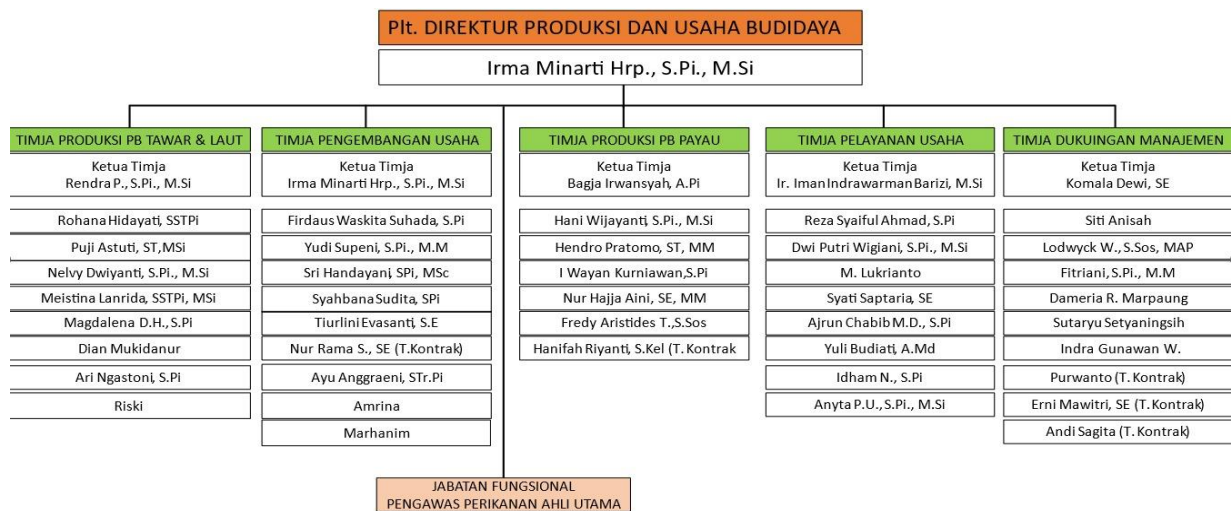 Plt. DIREKTUR PRODUKSI DAN USAHA BUDIDAYA
Irma Minarti Hrp., S.Pi., M.Si
TIMJA PRODUKSI PB TAWAR & LAUT
Ketua Timja
Rendra P., S.Pi., M.Si
Rohana Hidayati, SSTPi
Puji Astuti, ST,MSi
Nelvy Dwiyanti, S.Pi., M.Si
Meistina Lanrida, SSTPi, MSi
Magdalena D.H., S.Pi
Dian Mukidanur
Ari Ngastoni, S.Pi
Riski
TIMJA PENGEMBANGAN USAHA
Ketua Timja
Irma Minarti Hrp., S.Pi., M.Si
Firdaus Waskita Suhada, S.Pi
Yudi Supeni, S.Pi., M.M
Sri Handayani, SPi, MSc
Syahbana Sudita, SPi
Tiurlini Evasanti, S.E
Nur Rama S., SE (T.Kontrak)
Ayu Anggraeni, STr.Pi
Amrina
Marhanim
TIMJA PRODUKSI PB PAYAU
Ketua Timja
Bagja Irwansyah, A.Pi
Hani Wijayanti, S.Pi., M.Si
Hendro Pratomo, ST, MM
I Wayan Kurniawan,S.Pi
Nur Hajja Aini, SE, MM
Fredy Aristides T.,S.Sos
Hanifah Riyanti, S.Kel (T. Kontrak
TIMJA PELAYANAN USAHA
Ketua Timja
Ir. Iman Indrawarman Barizi, M.Si
Reza Syaiful Ahmad, S.Pi
Dwi Putri Wigiani, S.Pi., M.Si
M. Lukrianto
Syati Saptaria, SE
Ajrun Chabib M.D., S.Pi
Yuli Budiati, A.Md
Idham N., S.Pi
Anyta P.U., S.Pi., M.Si
TIMJA DUKUINGAN MANAJEMEN
Ketua Timja
Komala Dewi, SE
Siti Anisah
Lodwyck W., S.Sos, MAP
Fitriani, S.Pi., M.M
Dameria R. Marpaung
Sutaryu Setyaningsih
Indra Gunawan W.
Purwanto (T. Kontrak)
Erni Mawitri, SE (T. Kontrak)
Andi Sagita (T. Kontrak)
JABATAN FUNGSIONAL
PENGAWAS PERIKANAN AHLI UTAMA